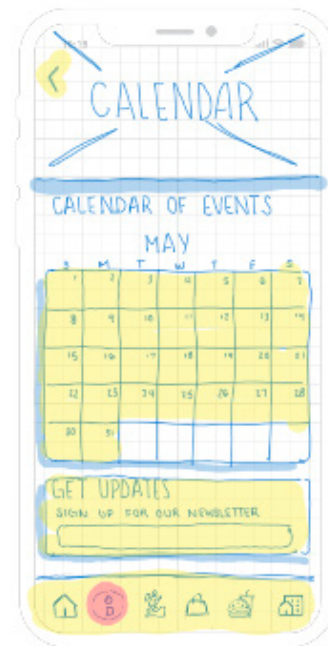 CALENDAR
CALENDAR OF EVENTS
MAY
S M T W T F S
1 2 3 4 5 6 7
8 9 10 11 12 13 14
15 16 17 18 19 20 21
22 23 24 25 26 27 28
30 31
GET UPDATES
SIGN UP FOR OUR NEWSLETTER